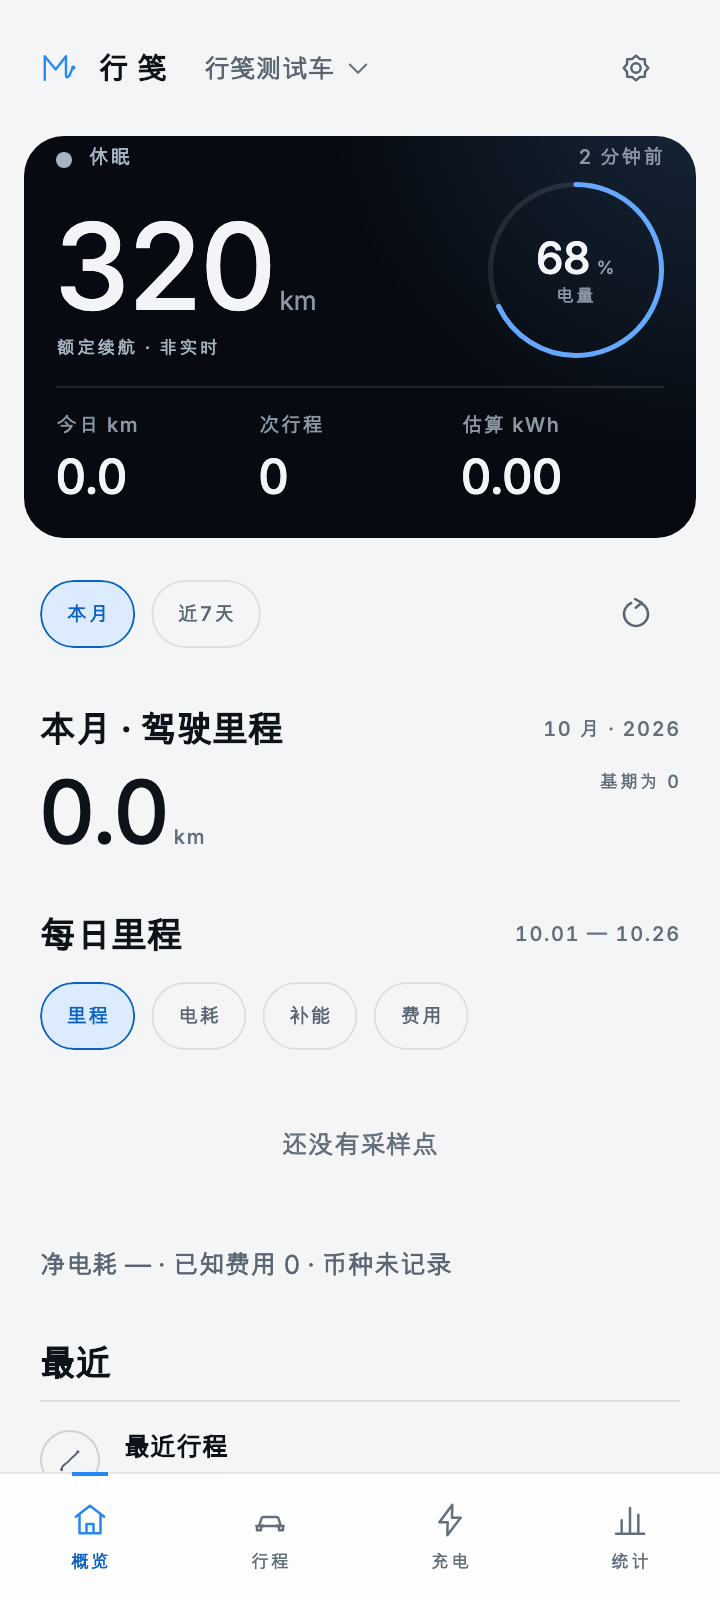 行笺 行笺测试车
休眠 2 分钟前
320 km
68 %
电量
额定续航 · 非实时
今日 km 次行程 估算 kWh
0.0 0 0.00
本月 近7天
本月 · 驾驶里程 10 月 · 2026
0.0 km 基期为 0
每日里程 10.01 — 10.26
里程 电耗 补能 费用
还没有采样点
净电耗 — · 已知费用 0 · 币种未记录
最近
最近行程
概览 行程 充电 统计